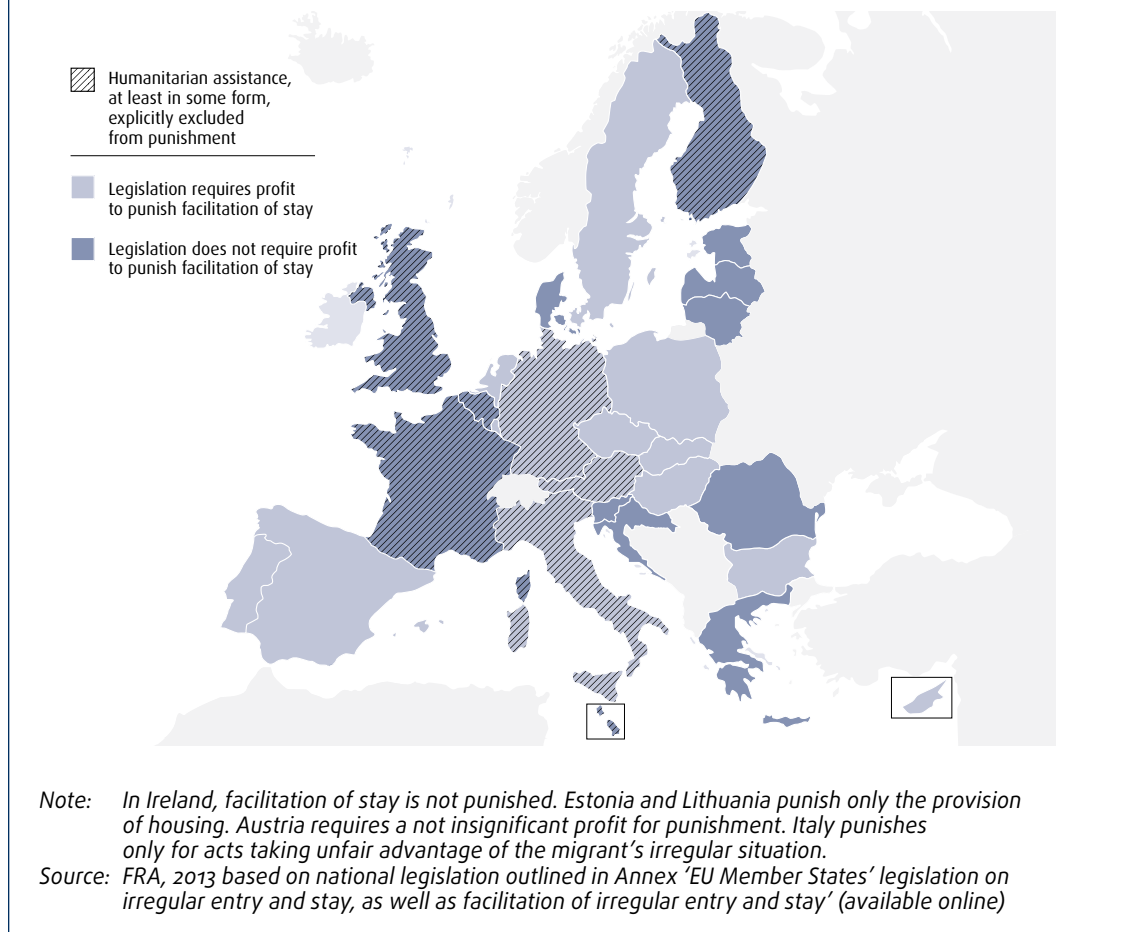 Humanitarian assistance,
at least in some form,
explicitly excluded
from punishment
Legislation requires profit
to punish facilitation of stay
Legislation does not require profit
to punish facilitation of stay
Note: In Ireland, facilitation of stay is not punished. Estonia and Lithuania punish only the provision
of housing. Austria requires a not insignificant profit for punishment. Italy punishes
only for acts taking unfair advantage of the migrant’s irregular situation.
Source: FRA, 2013 based on national legislation outlined in Annex ‘EU Member States’ legislation on
irregular entry and stay, as well as facilitation of irregular entry and stay’ (available online)